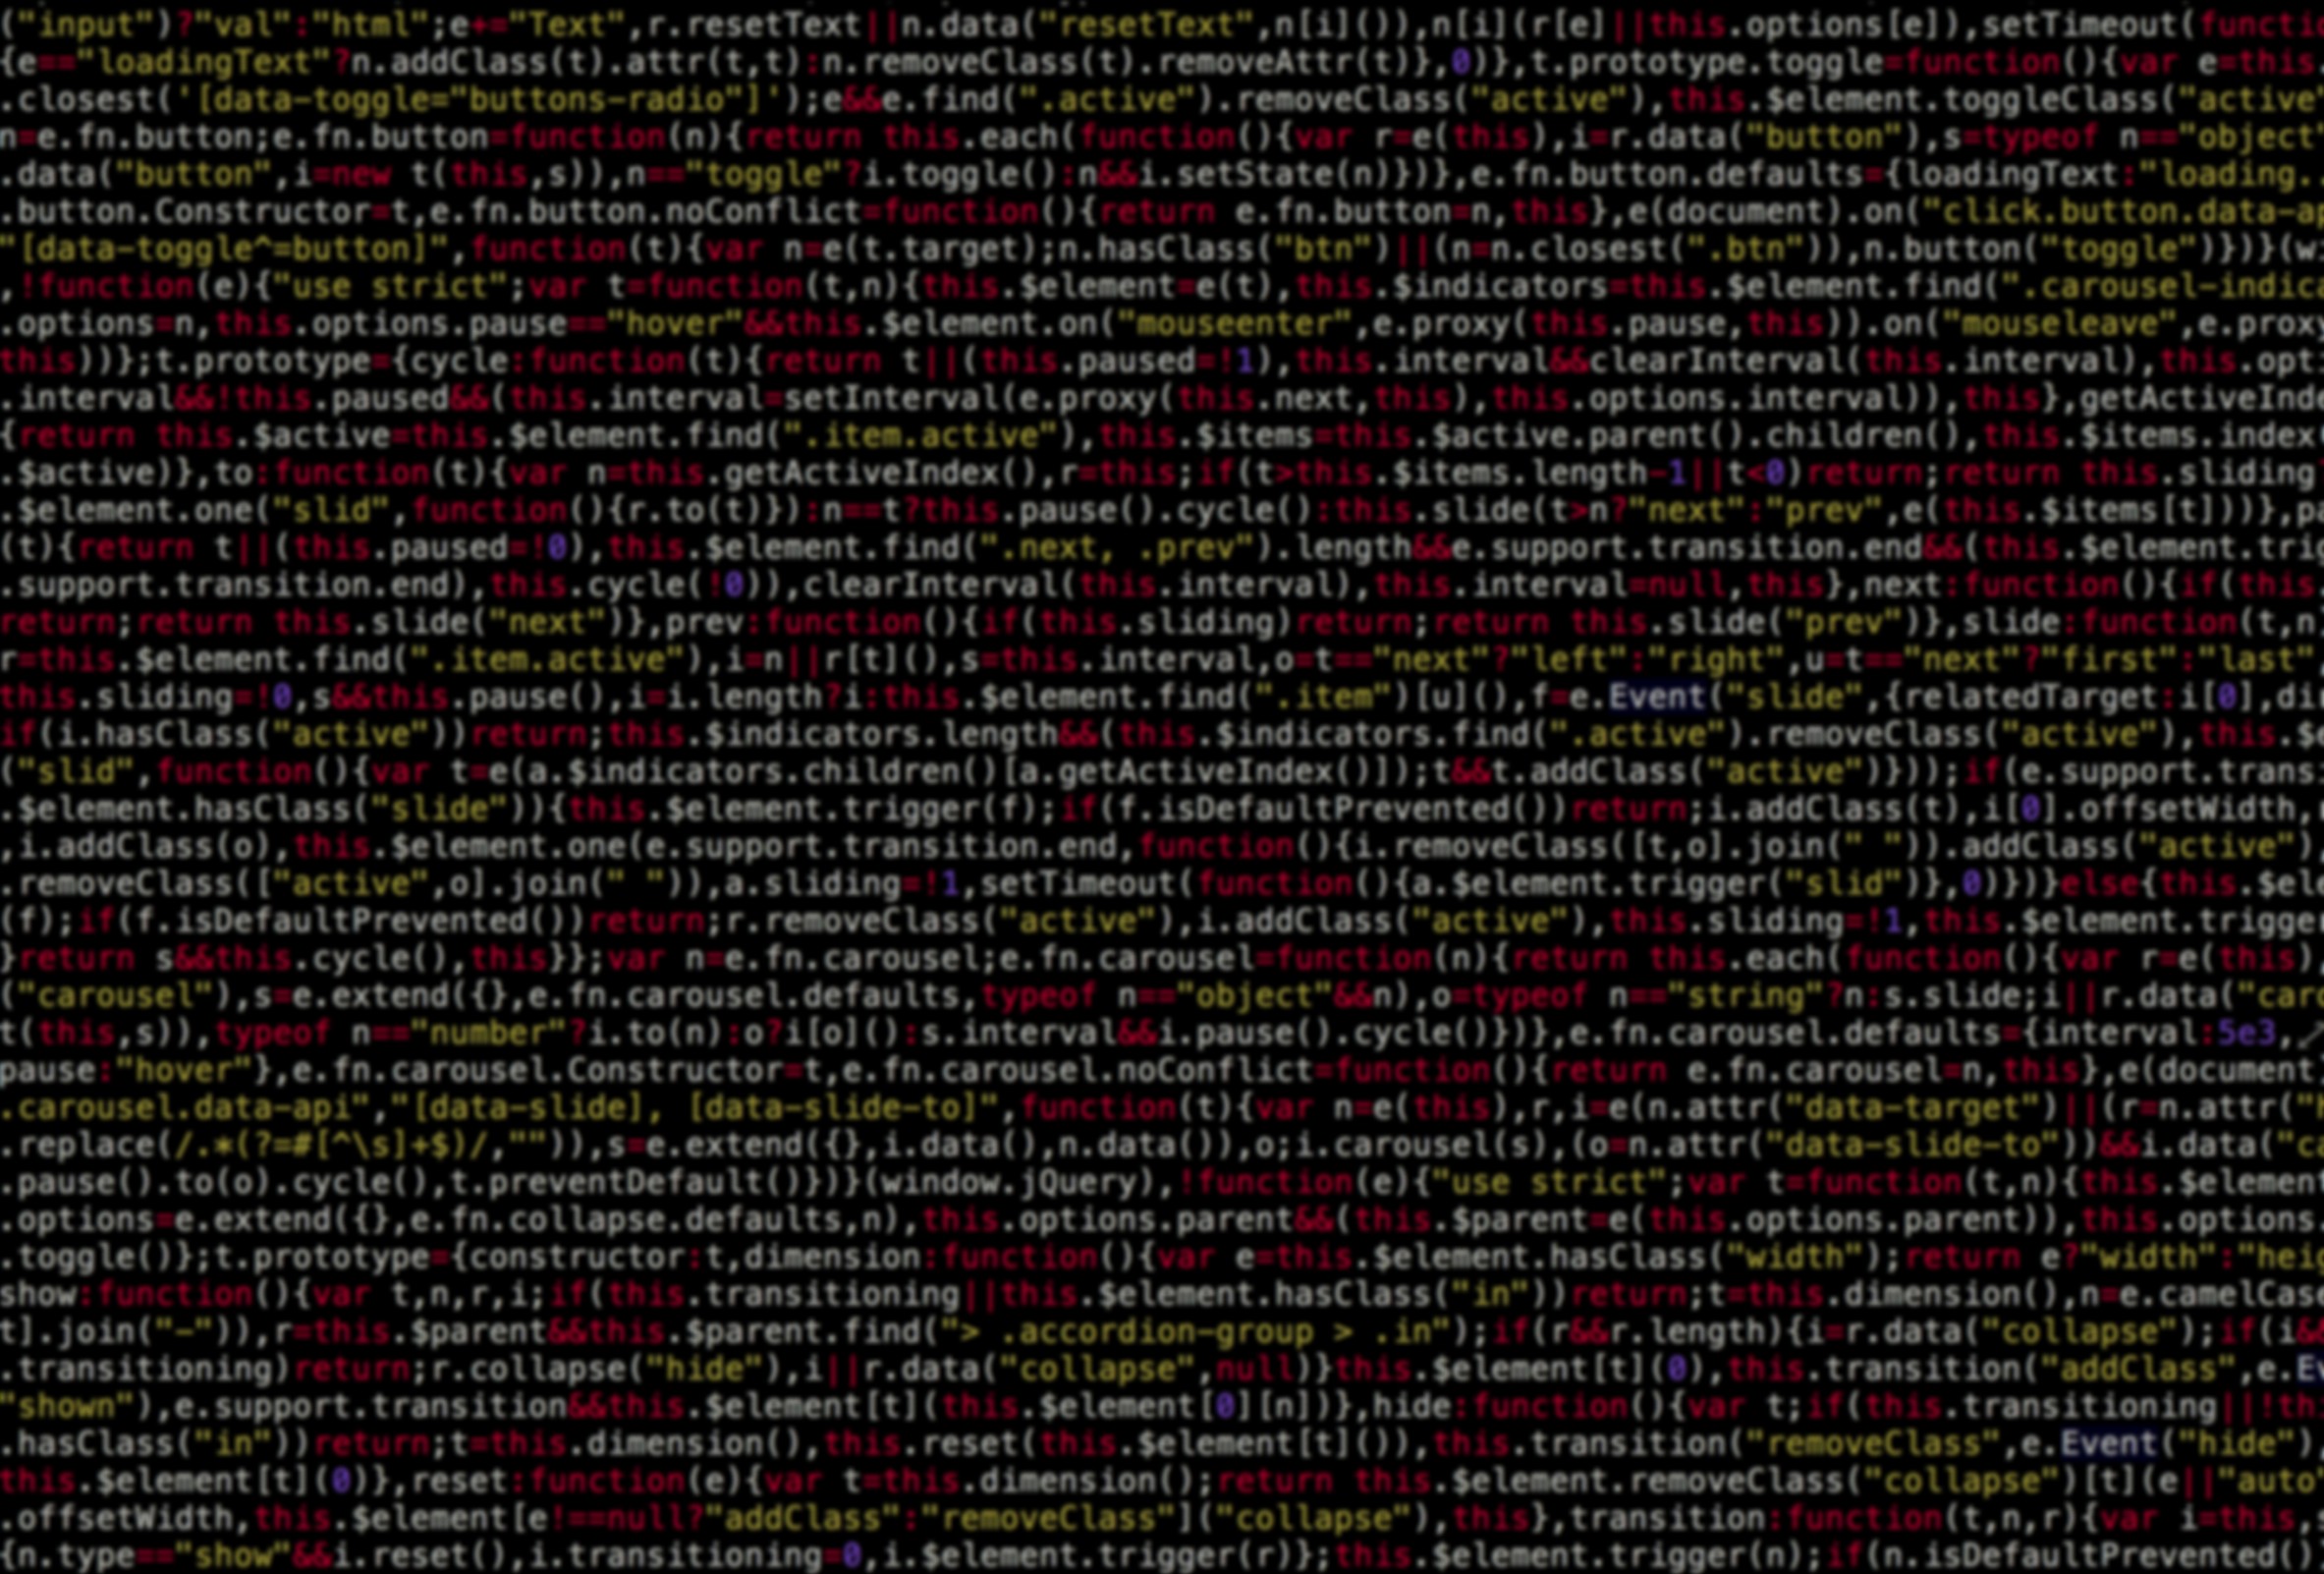 ("input")?"val":"html";e+="Text",r.resetText||n.data("resetText",n[i]()),n[i](r[e]||this.options[e]),setTimeout(functi
{e=="loadingText"?n.addClass(t).attr(t,t):n.removeClass(t).removeAttr(t)},0)},t.prototype.toggle=function(){var e=this.
.closest('[data-toggle="buttons-radio"]');e&&e.find(".active").removeClass("active"),this.$element.toggleClass("active
n=e.fn.button;e.fn.button=function(n){return this.each(function(){var r=e(this),i=r.data("button"),s=typeof n=="object
.data("button",i=new t(this,s)),n=="toggle"?i.toggle():n&&i.setState(n)})},e.fn.button.defaults={loadingText:"loading..
.button.Constructor=t,e.fn.button.noConflict=function(){return e.fn.button=n,this},e(document).on("click.button.data-a
"[data-toggle^=button]",function(t){var n=e(t.target);n.hasClass("btn")||(n=n.closest(".btn")),n.button("toggle")})}(wi
,!function(e){"use strict";var t=function(t,n){this.$element=e(t),this.$indicators=this.$element.find(".carousel-indica
.options=n,this.options.pause=="hover"&&this.$element.on("mouseenter",e.proxy(this.pause,this)).on("mouseleave",e.proxy
this))};t.prototype={cycle:function(t){return t||(this.paused=!1),this.interval&&clearInterval(this.interval),this.opti
.interval&&!this.paused&&(this.interval=setInterval(e.proxy(this.next,this),this.options.interval)),this},getActiveInde
{return this.$active=this.$element.find(".item.active"),this.$items=this.$active.parent().children(),this.$items.index(
.$active)},to:function(t){var n=this.getActiveIndex(),r=this;if(t>this.$items.length-1||t<0)return;return this.sliding?
.$element.one("slid",function(){r.to(t)}):n==t?this.pause().cycle():this.slide(t>n?"next":"prev",e(this.$items[t]))},p
(t){return t||(this.paused=!0),this.$element.find(".next, .prev").length&&e.support.transition.end&&(this.$element.trig
.support.transition.end),this.cycle(!0)),clearInterval(this.interval),this.interval=null,this},next:function(){if(this
return;return this.slide("next")},prev:function(){if(this.sliding)return;return this.slide("prev")},slide:function(t,n
r=this.$element.find(".item.active"),i=n||r[t](),s=this.interval,o=t=="next"?"left":"right",u=t=="next"?"first":"last"
this.sliding=!0,s&&this.pause(),i=i.length?i:this.$element.find(".item")[u](),f=e.Event("slide",{relatedTarget:i[0],di
if(i.hasClass("active"))return;this.$indicators.length&&(this.$indicators.find(".active").removeClass("active"),this.$e
("slid",function(){var t=e(a.$indicators.children()[a.getActiveIndex()]);t&&t.addClass("active")}));if(e.support.trans
.$element.hasClass("slide")){this.$element.trigger(f);if(f.isDefaultPrevented())return;i.addClass(t),i[0].offsetWidth,
,i.addClass(o),this.$element.one(e.support.transition.end,function(){i.removeClass([t,o].join(" ")).addClass("active"),
.removeClass(["active",o].join(" ")),a.sliding=!1,setTimeout(function(){a.$element.trigger("slid")},0)})}else{this.$ele
(f);if(f.isDefaultPrevented())return;r.removeClass("active"),i.addClass("active"),this.sliding=!1,this.$element.trigge
}return s&&this.cycle(),this}};var n=e.fn.carousel;e.fn.carousel=function(n){return this.each(function(){var r=e(this),
("carousel"),s=e.extend({},e.fn.carousel.defaults,typeof n=="object"&&n),o=typeof n=="string"?n:s.slide;i||r.data("car
t(this,s)),typeof n=="number"?i.to(n):o?i[o]():s.interval&&i.pause().cycle()})},e.fn.carousel.defaults={interval:5e3,
pause:"hover"},e.fn.carousel.Constructor=t,e.fn.carousel.noConflict=function(){return e.fn.carousel=n,this},e(document.
.carousel.data-api","[data-slide], [data-slide-to]",function(t){var n=e(this),r,i=e(n.attr("data-target")||(r=n.attr("
.replace(/.*(?=#[^\s]+$)/,"")),s=e.extend({},i.data(),n.data()),o;i.carousel(s),(o=n.attr("data-slide-to"))&&i.data("ca
.pause().to(o).cycle(),t.preventDefault()})}(window.jQuery),!function(e){"use strict";var t=function(t,n){this.$element
.options=e.extend({},e.fn.collapse.defaults,n),this.options.parent&&(this.$parent=e(this.options.parent)),this.options
.toggle()};t.prototype={constructor:t,dimension:function(){var e=this.$element.hasClass("width");return e?"width":"heig
show:function(){var t,n,r,i;if(this.transitioning||this.$element.hasClass("in"))return;t=this.dimension(),n=e.camelCas
t].join("-")),r=this.$parent&&this.$parent.find("> .accordion-group > .in");if(r&&r.length){i=r.data("collapse");if(i&&
.transitioning)return;r.collapse("hide"),i||r.data("collapse",null)}this.$element[t](0),this.transition("addClass",e.Ev
"shown"),e.support.transition&&this.$element[t](this.$element[0][n])},hide:function(){var t;if(this.transitioning||!th
.hasClass("in"))return;t=this.dimension(),this.reset(this.$element[t]()),this.transition("removeClass",e.Event("hide")
this.$element[t](0)},reset:function(e){var t=this.dimension();return this.$element.removeClass("collapse")[t](e||"auto
.offsetWidth,this.$element[e!==null?"addClass":"removeClass"]("collapse"),this},transition:function(t,n,r){var i=this,
{n.type=="show"&&i.reset(),i.transitioning=0,i.$element.trigger(r)};this.$element.trigger(n);if(n.isDefaultPrevented()